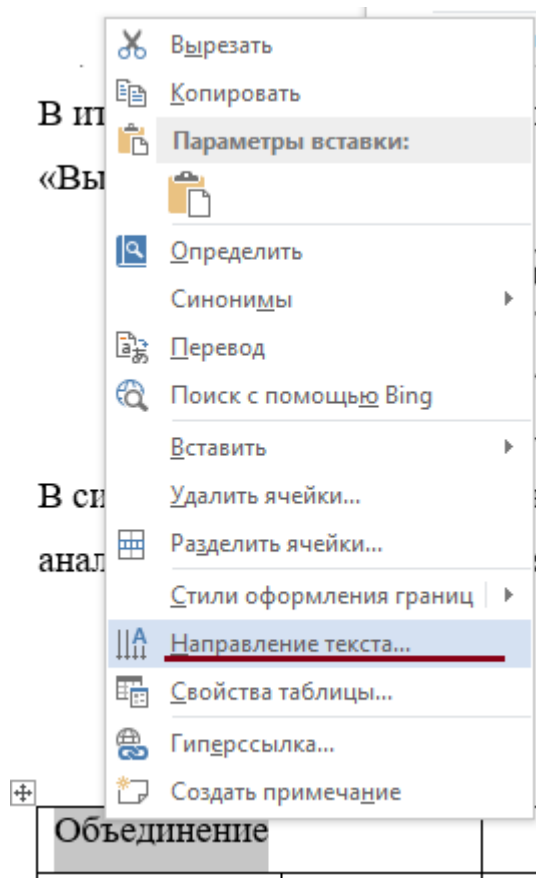 Вырезать
Копировать
В ит
Параметры вставки:
«Вы
Определить
Синонимы
Перевод
Поиск с помощью Bing
Вставить
В си
Удалить ячейки...
Разделить ячейки...
анал
Стили оформления границ
Направление текста...
Свойства таблицы...
Гиперссылка...
Создать примечание
Объединение